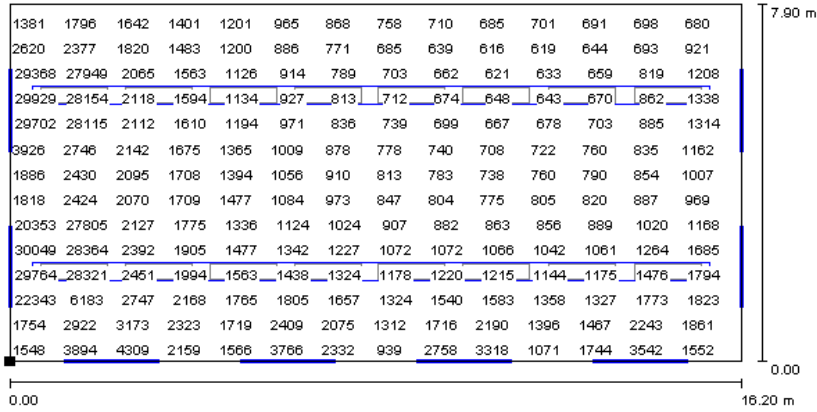 1381 1796 1642 1401 1201 965 868 758 710 685 701 691 698 680
7.90 m
2620 2377 1820 1483 1200 886 771 685 639 616 619 644 693 921
29368 27949 2065 1563 1126 914 789 703 662 621 633 659 819 1208
29929 28154 2118 1594 1134 927 813 712 674 648 643 670 862 1338
29702 28115 2112 1610 1194 971 836 739 699 667 678 703 885 1314
3926 2746 2142 1675 1365 1009 878 778 740 708 722 760 835 1162
1886 2430 2095 1708 1394 1056 910 813 783 738 760 790 854 1007
1818 2424 2070 1709 1477 1084 973 847 804 775 805 820 887 969
20353 27805 2127 1775 1336 1124 1024 907 882 863 856 889 1020 1168
30049 28364 2392 1905 1477 1342 1227 1072 1072 1066 1042 1061 1264 1685
29764 28321 2451 1994 1563 1438 1324 1178 1220 1215 1144 1175 1476 1794
22343 6183 2747 2168 1765 1805 1657 1324 1540 1583 1358 1327 1773 1823
1754 2922 3173 2323 1719 2409 2075 1312 1716 2190 1396 1467 2243 1861
1548 3894 4309 2159 1566 3766 2332 939 2758 3318 1071 1744 3542 1552
0.00
0.00 16.20 m